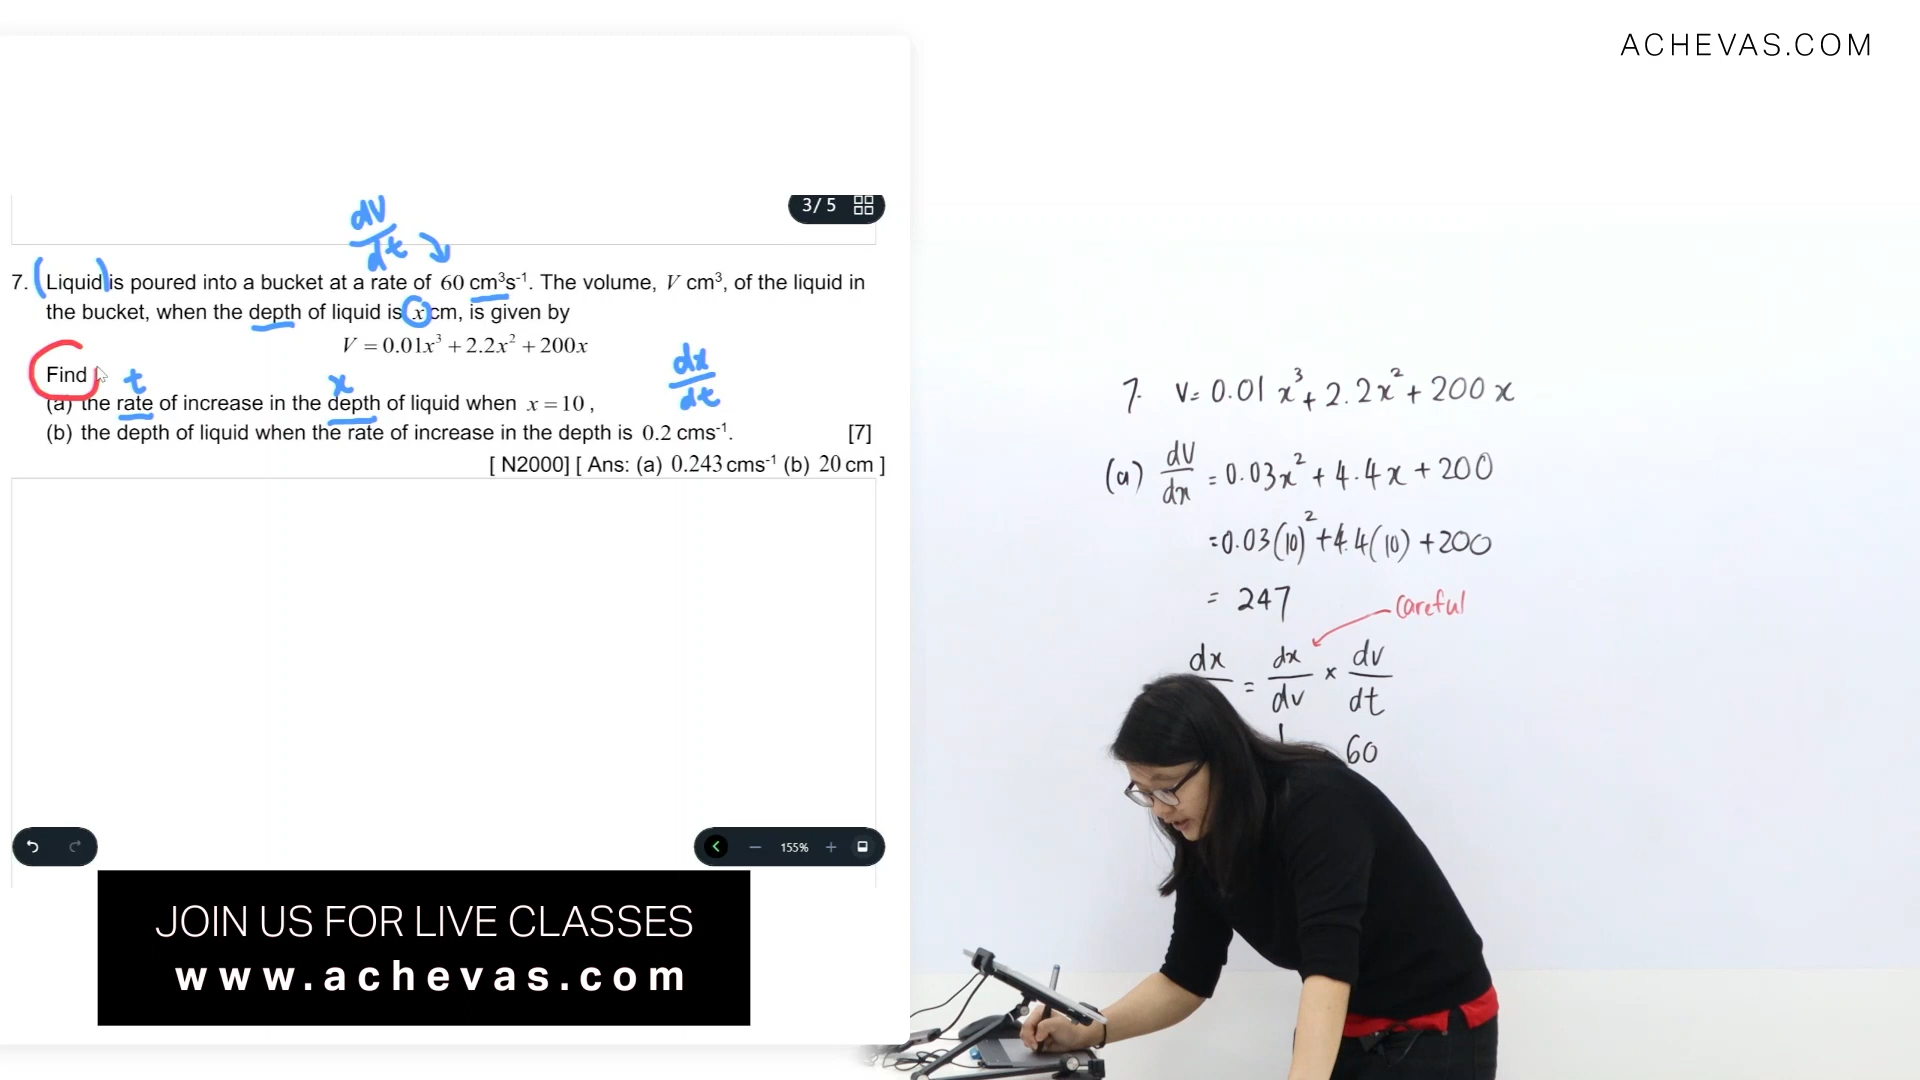 ACHEVAS.COM
3/5
dV
dt
7. Liquid is poured into a bucket at a rate of 60 cm³s⁻¹. The volume, V cm³, of the liquid in
the bucket, when the depth of liquid is x cm, is given by
V = 0.01x³ + 2.2x² + 200x
Find
t
x
dx
dt
(a) the rate of increase in the depth of liquid when x = 10,
(b) the depth of liquid when the rate of increase in the depth is 0.2 cms⁻¹. [7]
[ N2000] [ Ans: (a) 0.243 cms⁻¹ (b) 20 cm ]
155%
JOIN US FOR LIVE CLASSES
www.achevas.com
7. V = 0.01 x³ + 2.2x² + 200 x
(a) dV/dx = 0.03x² + 4.4x + 200
= 0.03(10)² + 4.4(10) + 200
= 247
careful
dx = dx/dv × dv/dt
60